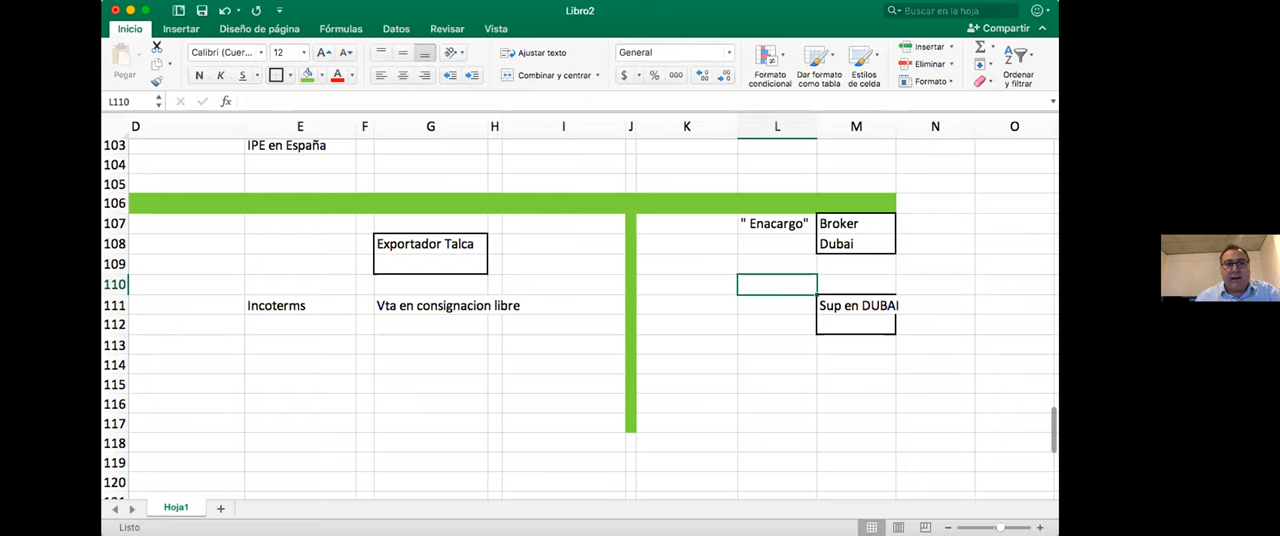 Libro2
Buscar en la hoja
Inicio Insertar Diseño de página Fórmulas Datos Revisar Vista
Compartir
Pegar
Calibri (Cuer... 12
A A
N K S A
Ajustar texto
Combinar y centrar
General
$ % 000
Formato condicional
Dar formato como tabla
Estilos de celda
Insertar
Eliminar
Formato
Ordenar y filtrar
L110 fx
D E F G H I J K L M N O
103 IPE en España
104
105
106
107 " Enacargo" Broker
108 Exportador Talca Dubai
109
110
111 Incoterms Vta en consignacion libre Sup en DUBAI
112
113
114
115
116
117
118
119
120
Hoja1
Listo